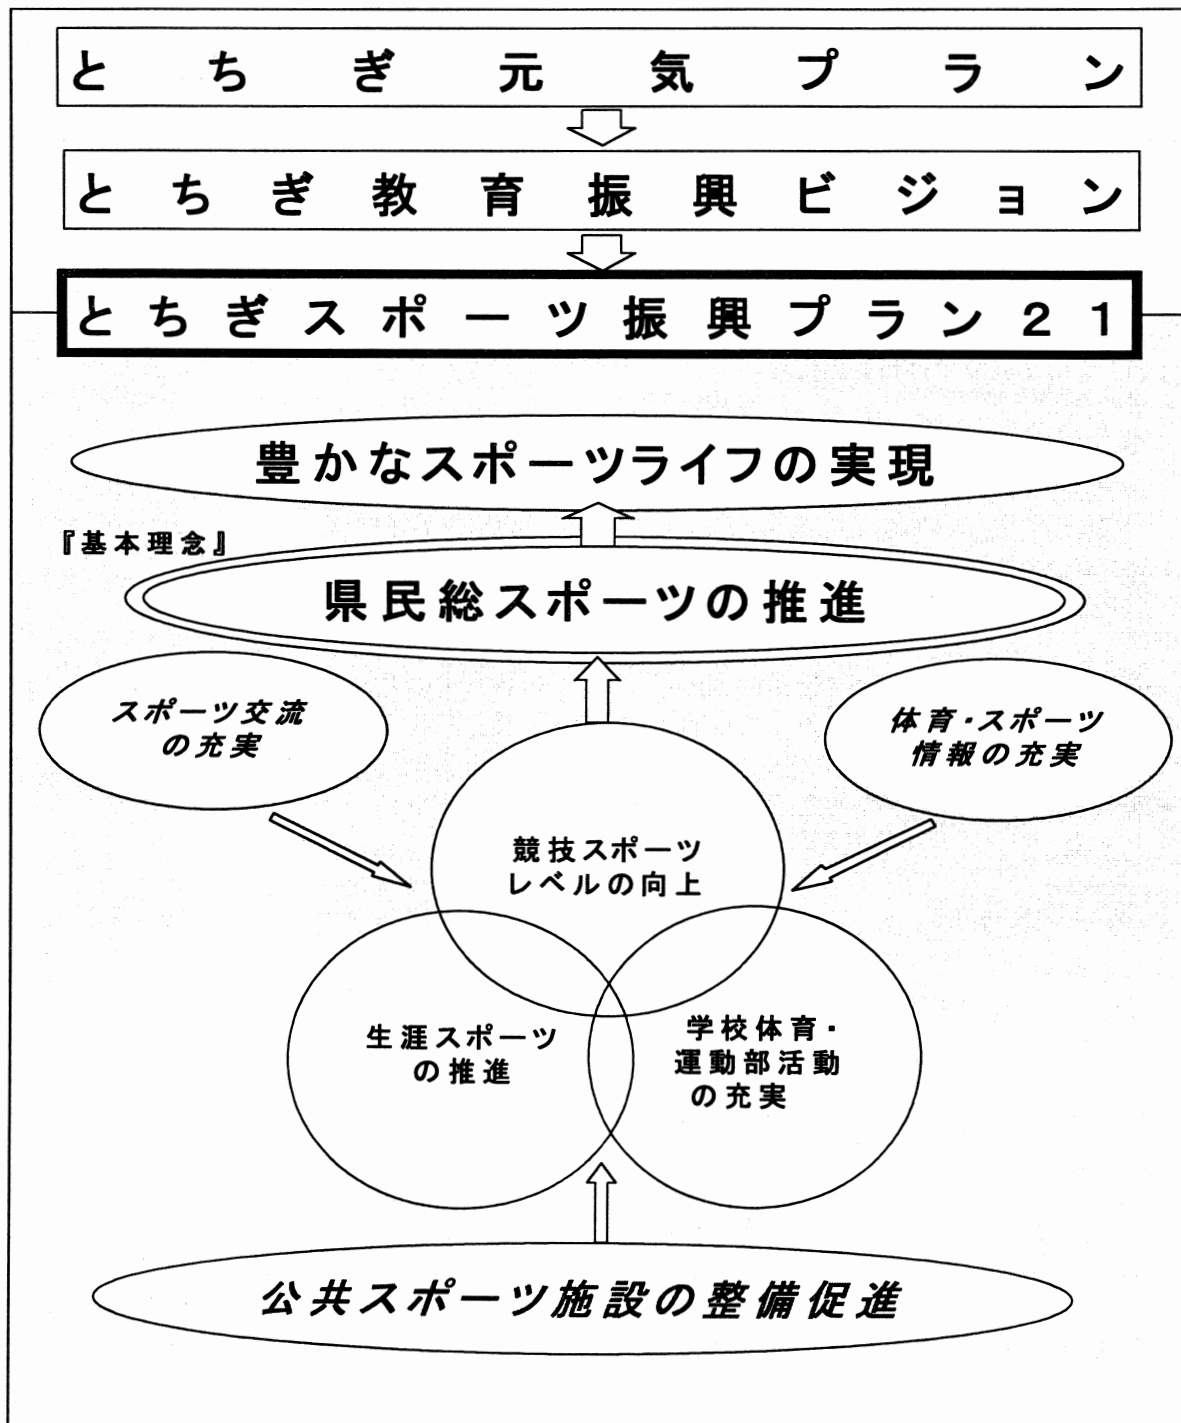 とちぎ元気プラン
とちぎ教育振興ビジョン
とちぎスポーツ振興プラン21
豊かなスポーツライフの実現
『基本理念』
県民総スポーツの推進
スポーツ交流
の充実
体育・スポーツ
情報の充実
競技スポーツ
レベルの向上
生涯スポーツ
の推進
学校体育・
運動部活動
の充実
公共スポーツ施設の整備促進